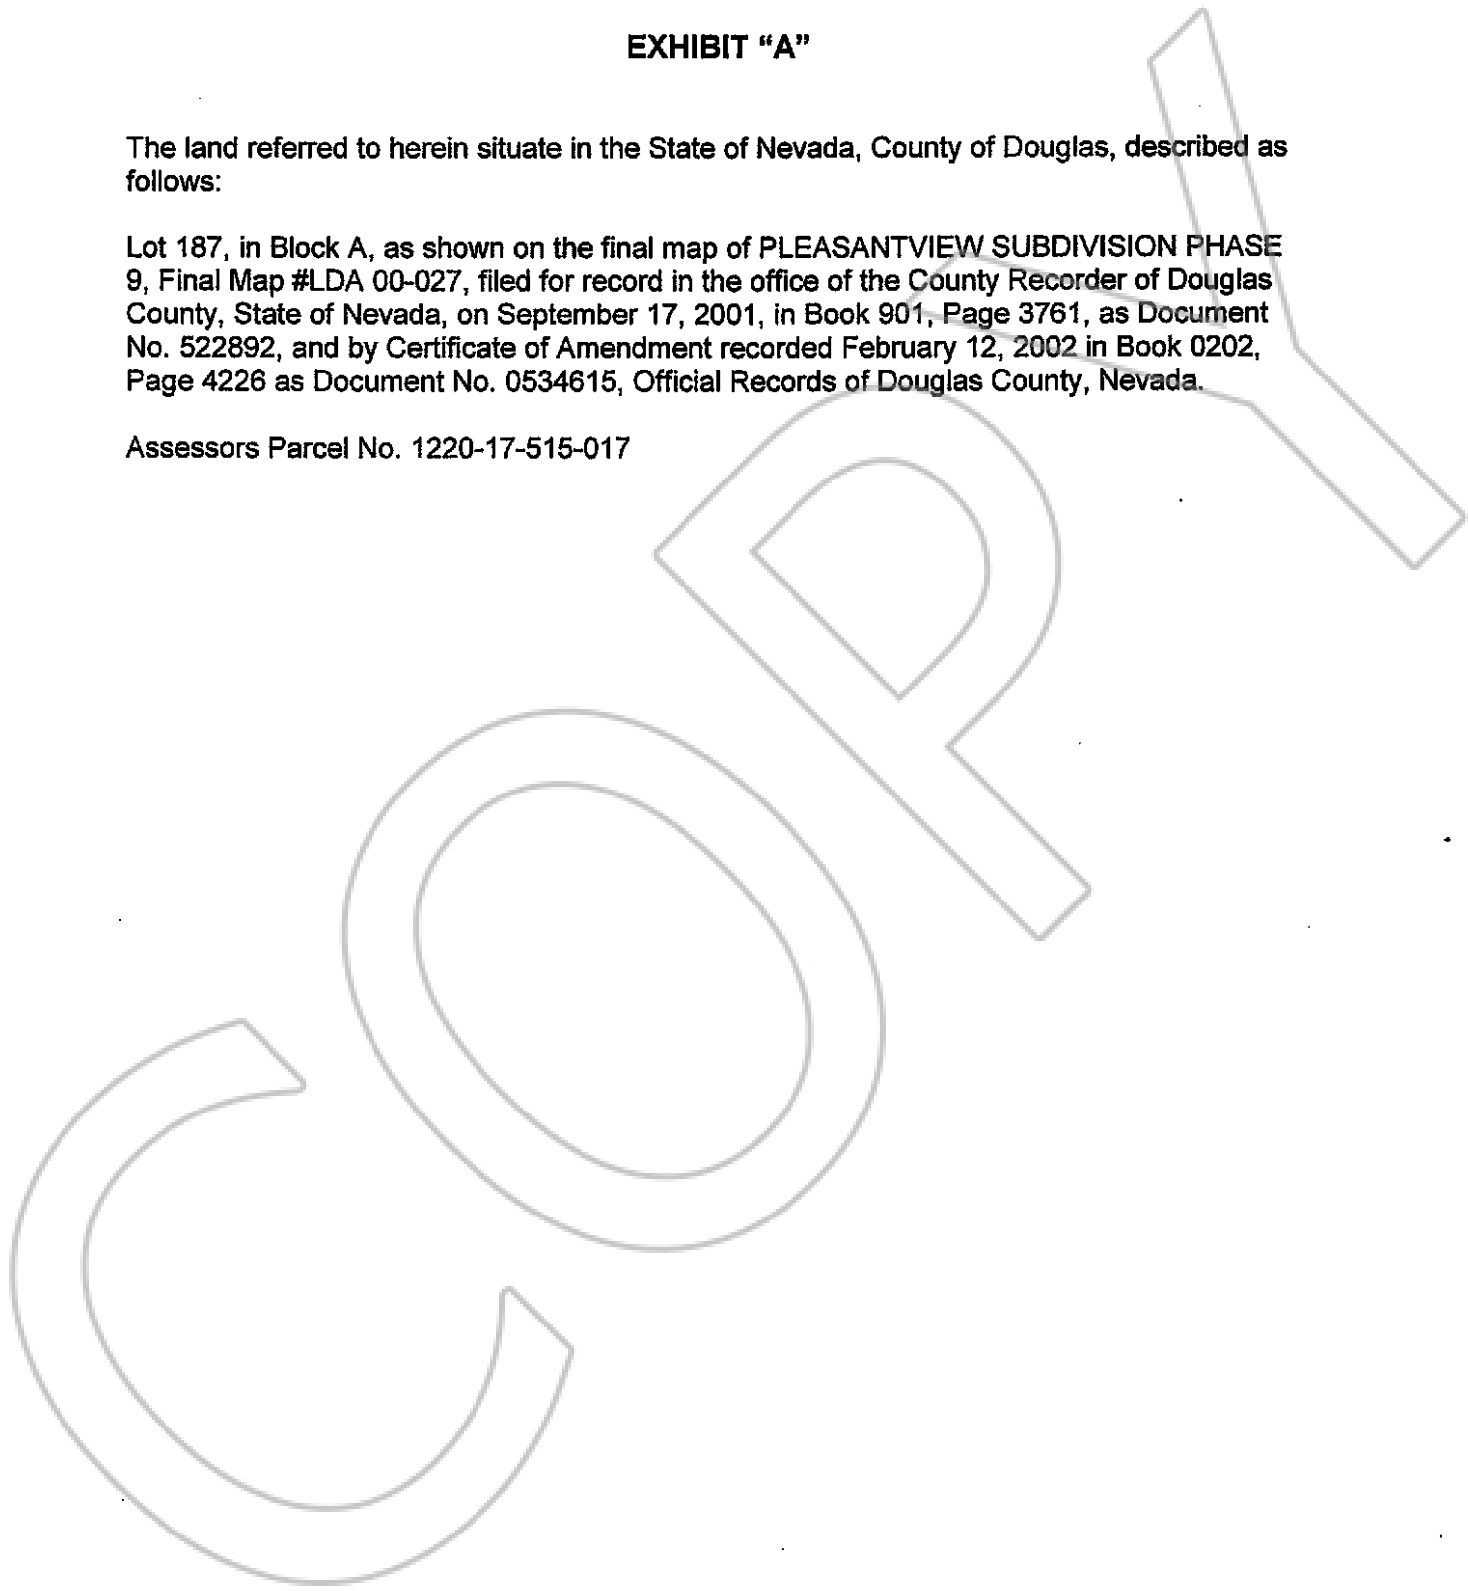 EXHIBIT “A”
The land referred to herein situate in the State of Nevada, County of Douglas, described as
follows:
Lot 187, in Block A, as shown on the final map of PLEASANTVIEW SUBDIVISION PHASE
9, Final Map #LDA 00-027, filed for record in the office of the County Recorder of Douglas
County, State of Nevada, on September 17, 2001, in Book 901, Page 3761, as Document
No. 522892, and by Certificate of Amendment recorded February 12, 2002 in Book 0202,
Page 4226 as Document No. 0534615, Official Records of Douglas County, Nevada.
Assessors Parcel No. 1220-17-515-017
COPY